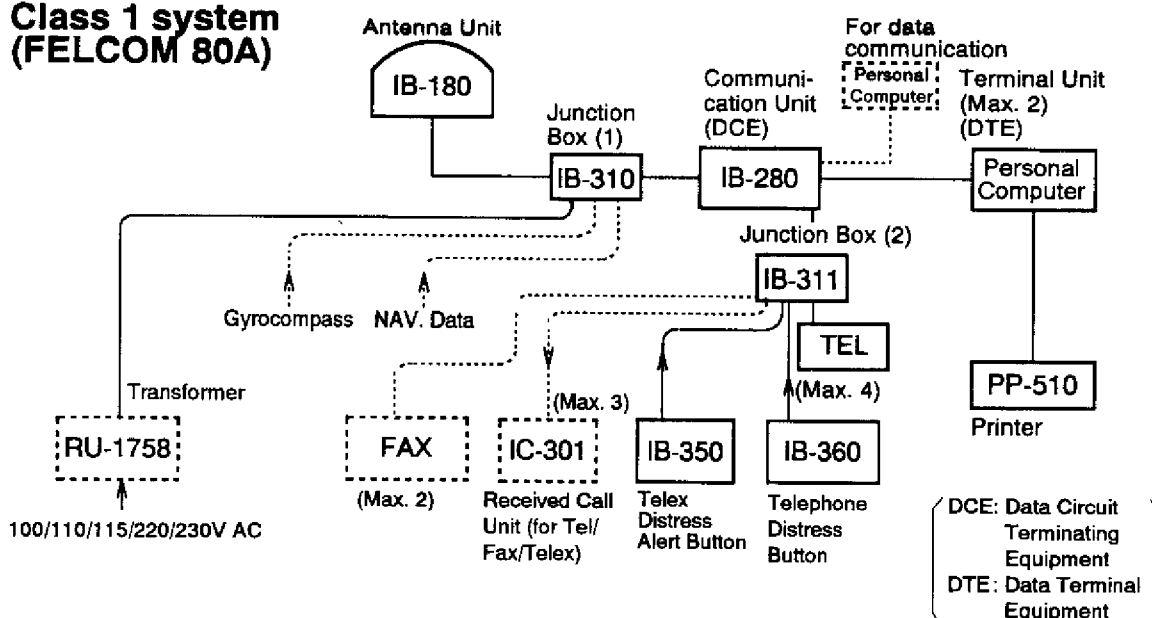 Class 1 system
(FELCOM 80A)
Antenna Unit
IB-180
Junction
Box (1)
IB-310
Communi-
cation Unit
(DCE)
IB-280
For data
communication
Personal
Computer
Terminal Unit
(Max. 2)
(DTE)
Personal
Computer
Junction Box (2)
IB-311
Gyrocompass
NAV. Data
TEL
(Max. 4)
PP-510
Printer
Transformer
RU-1758
100/110/115/220/230V AC
FAX
(Max. 2)
(Max. 3)
IC-301
Received Call
Unit (for Tel/
Fax/Telex)
IB-350
Telex
Distress
Alert Button
IB-360
Telephone
Distress
Button
DCE: Data Circuit
Terminating
Equipment
DTE: Data Terminal
Equipment